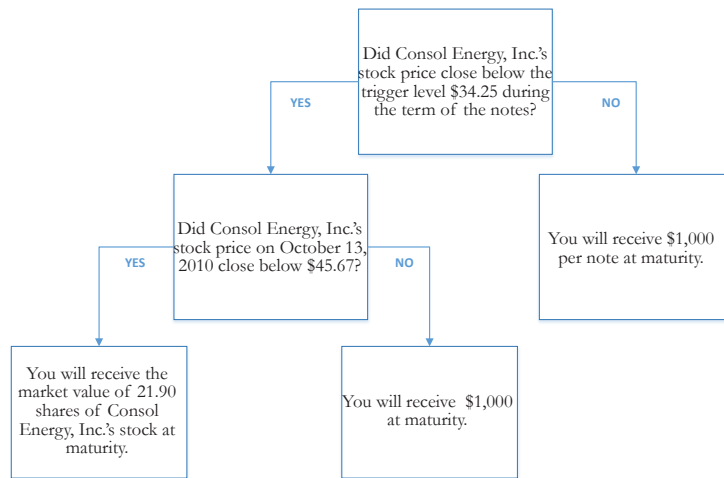 Did Consol Energy, Inc.'s
stock price close below the
trigger level $34.25 during
the term of the notes?
YES
NO
Did Consol Energy, Inc.'s
stock price on October 13,
2010 close below $45.67?
You will receive $1,000
per note at maturity.
YES
NO
You will receive the
market value of 21.90
shares of Consol
Energy, Inc.'s stock at
maturity.
You will receive $1,000
at maturity.